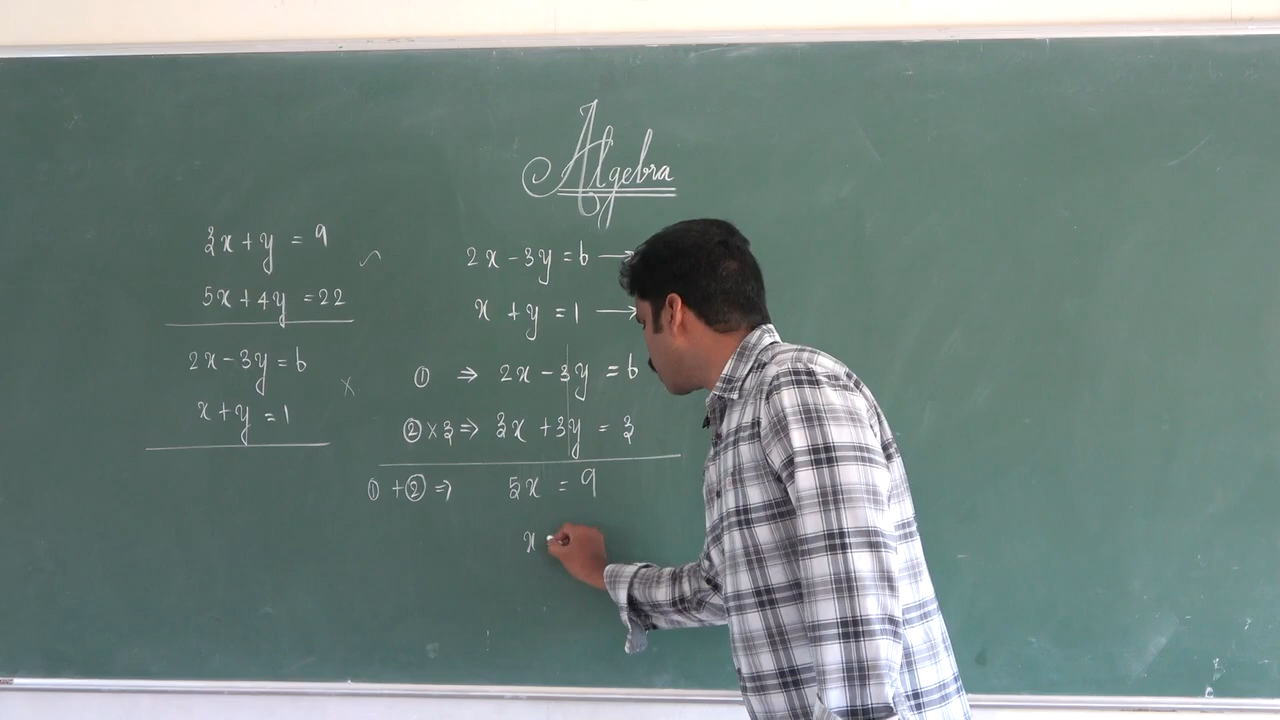 Algebra
3x + y = 9
5x + 4y = 22
2x - 3y = 6
x + y = 1
2x - 3y = 6 →
x + y = 1 →
① ⇒ 2x - 3y = 6
② × 3 ⇒ 3x + 3y = 3
① + ② ⇒ 5x = 9
x